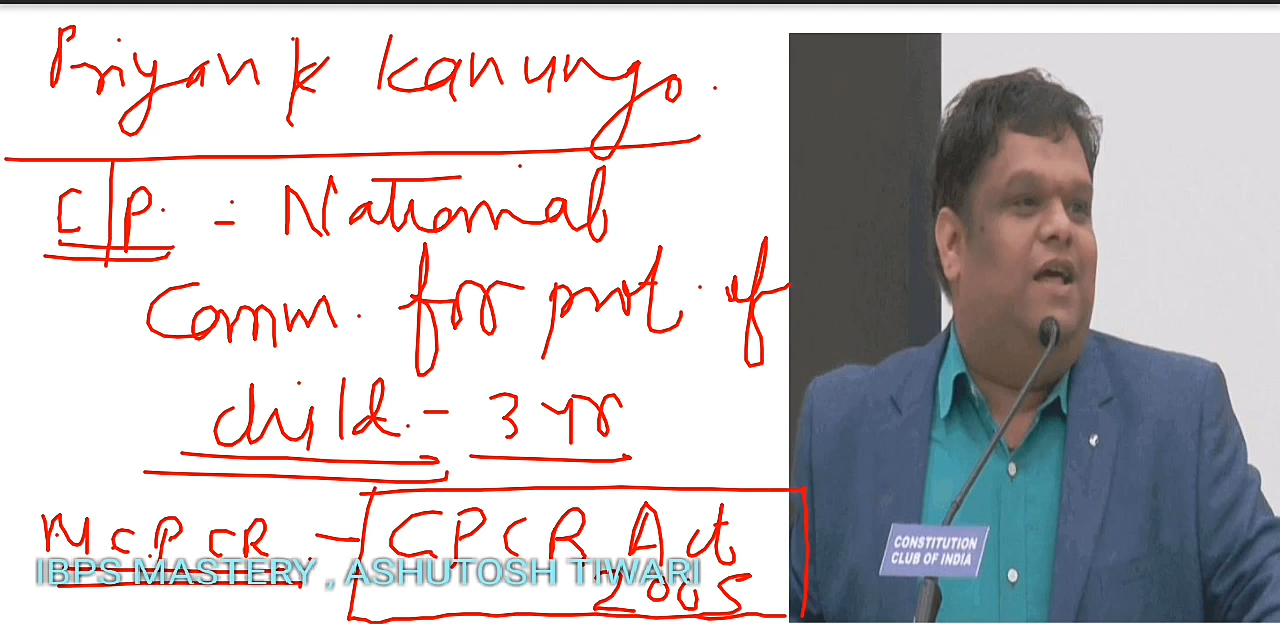 Priyank Kanungo.
C/P. - National
Comm. for prot. of
child. - 3 yr
NCPCR - CPCR Act
2005
IBPS MASTERY , ASHUTOSH TIWARI
CONSTITUTION
CLUB OF INDIA